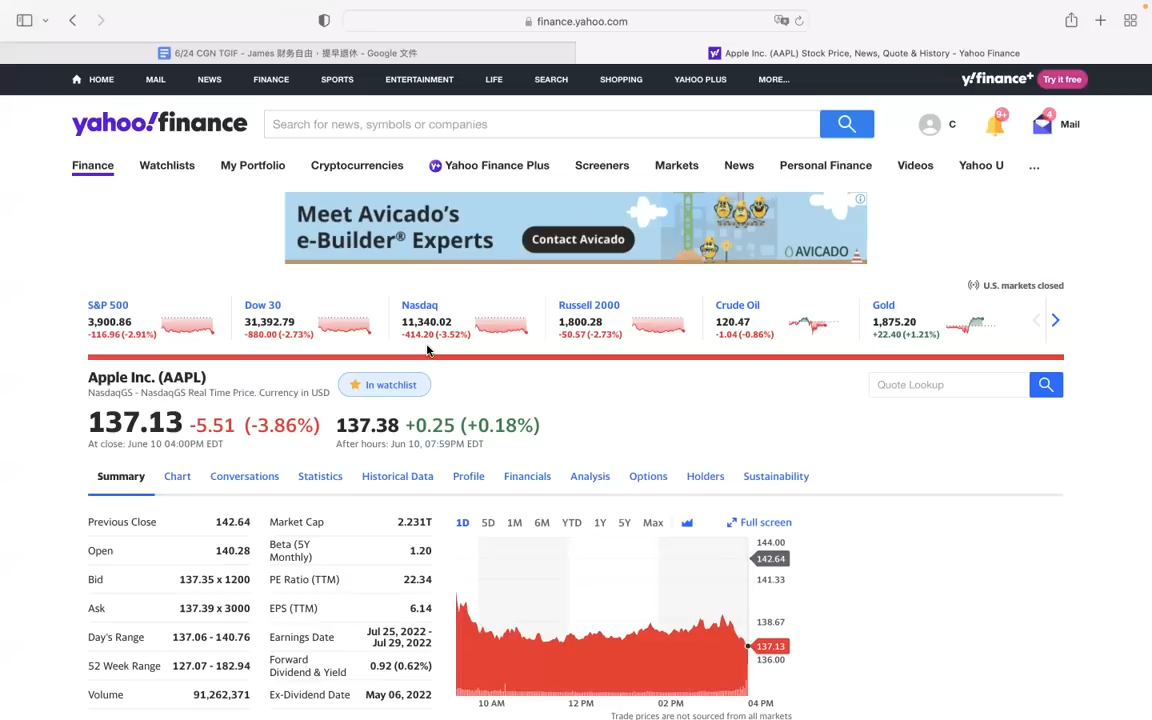 finance.yahoo.com
6/24 CGN TGIF - James 財务自由，提早退休 - Google 文件
Apple Inc. (AAPL) Stock Price, News, Quote & History - Yahoo Finance
HOME MAIL NEWS FINANCE SPORTS ENTERTAINMENT LIFE SEARCH SHOPPING YAHOO PLUS MORE...
y!finance+ Try it free
yahoo!finance
Search for news, symbols or companies
C 9+ 4 Mail
Finance Watchlists My Portfolio Cryptocurrencies Yahoo Finance Plus Screeners Markets News Personal Finance Videos Yahoo U ...
Meet Avicado's
e-Builder® Experts
Contact Avicado
AVICADO
U.S. markets closed
S&P 500 Dow 30 Nasdaq Russell 2000 Crude Oil Gold
3,900.86 31,392.79 11,340.02 1,800.28 120.47 1,875.20
-116.96 (-2.91%) -880.00 (-2.73%) -414.20 (-3.52%) -50.57 (-2.73%) -1.04 (-0.86%) +22.40 (+1.21%)
Apple Inc. (AAPL)
NasdaqGS - NasdaqGS Real Time Price. Currency in USD
In watchlist
Quote Lookup
137.13 -5.51 (-3.86%) 137.38 +0.25 (+0.18%)
At close: June 10 04:00PM EDT After hours: Jun 10, 07:59PM EDT
Summary Chart Conversations Statistics Historical Data Profile Financials Analysis Options Holders Sustainability
Previous Close 142.64
Open 140.28
Bid 137.35 x 1200
Ask 137.39 x 3000
Day's Range 137.06 - 140.76
52 Week Range 127.07 - 182.94
Volume 91,262,371
Market Cap 2.231T
Beta (5Y
Monthly) 1.20
PE Ratio (TTM) 22.34
EPS (TTM) 6.14
Earnings Date Jul 25, 2022 -
Jul 29, 2022
Forward
Dividend & Yield 0.92 (0.62%)
Ex-Dividend Date May 06, 2022
1D 5D 1M 6M YTD 1Y 5Y Max Full screen
144.00
142.64
141.33
138.67
137.13
136.00
10 AM 12 PM 02 PM 04 PM
Trade prices are not sourced from all markets